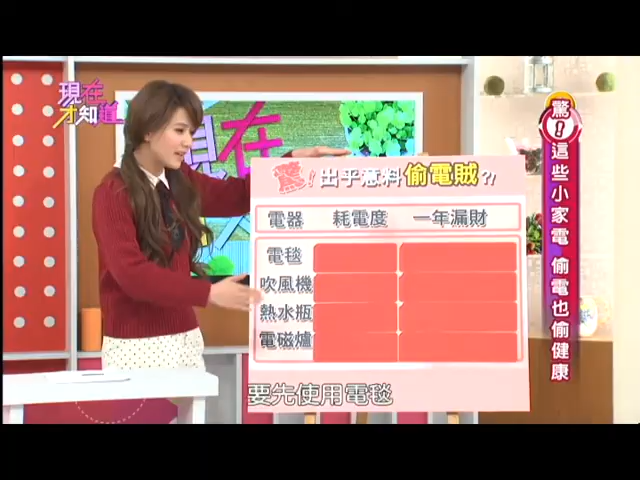 現在
才知道
現在
驚!這些小家電 偷電也偷健康
出乎意料偷電賊?!
電器 耗電度 一年漏財
電毯
吹風機
熱水瓶
電磁爐
要先使用電毯